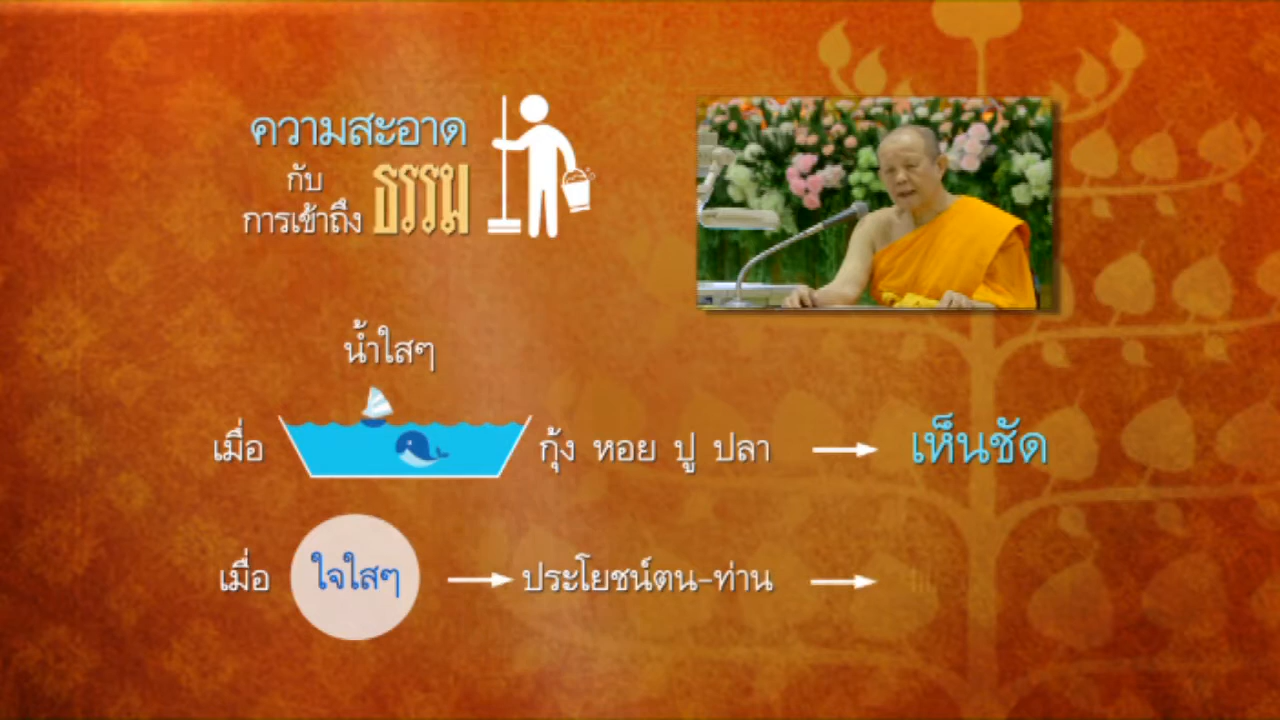 ความสะอาด
กับ
การเข้าถึง ธรรม
น้ำใสๆ
เมื่อ กุ้ง หอย ปู ปลา เห็นชัด
เมื่อ ใจใสๆ ประโยชน์ตน-ท่าน